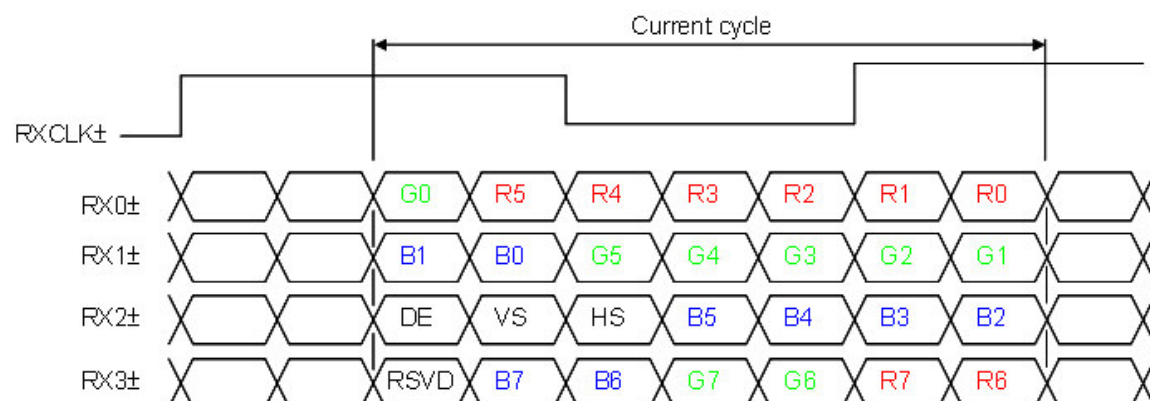 Current cycle
RXCLK±
RX0± G0 R5 R4 R3 R2 R1 R0
RX1± B1 B0 G5 G4 G3 G2 G1
RX2± DE VS HS B5 B4 B3 B2
RX3± RSVD B7 B6 G7 G6 R7 R6